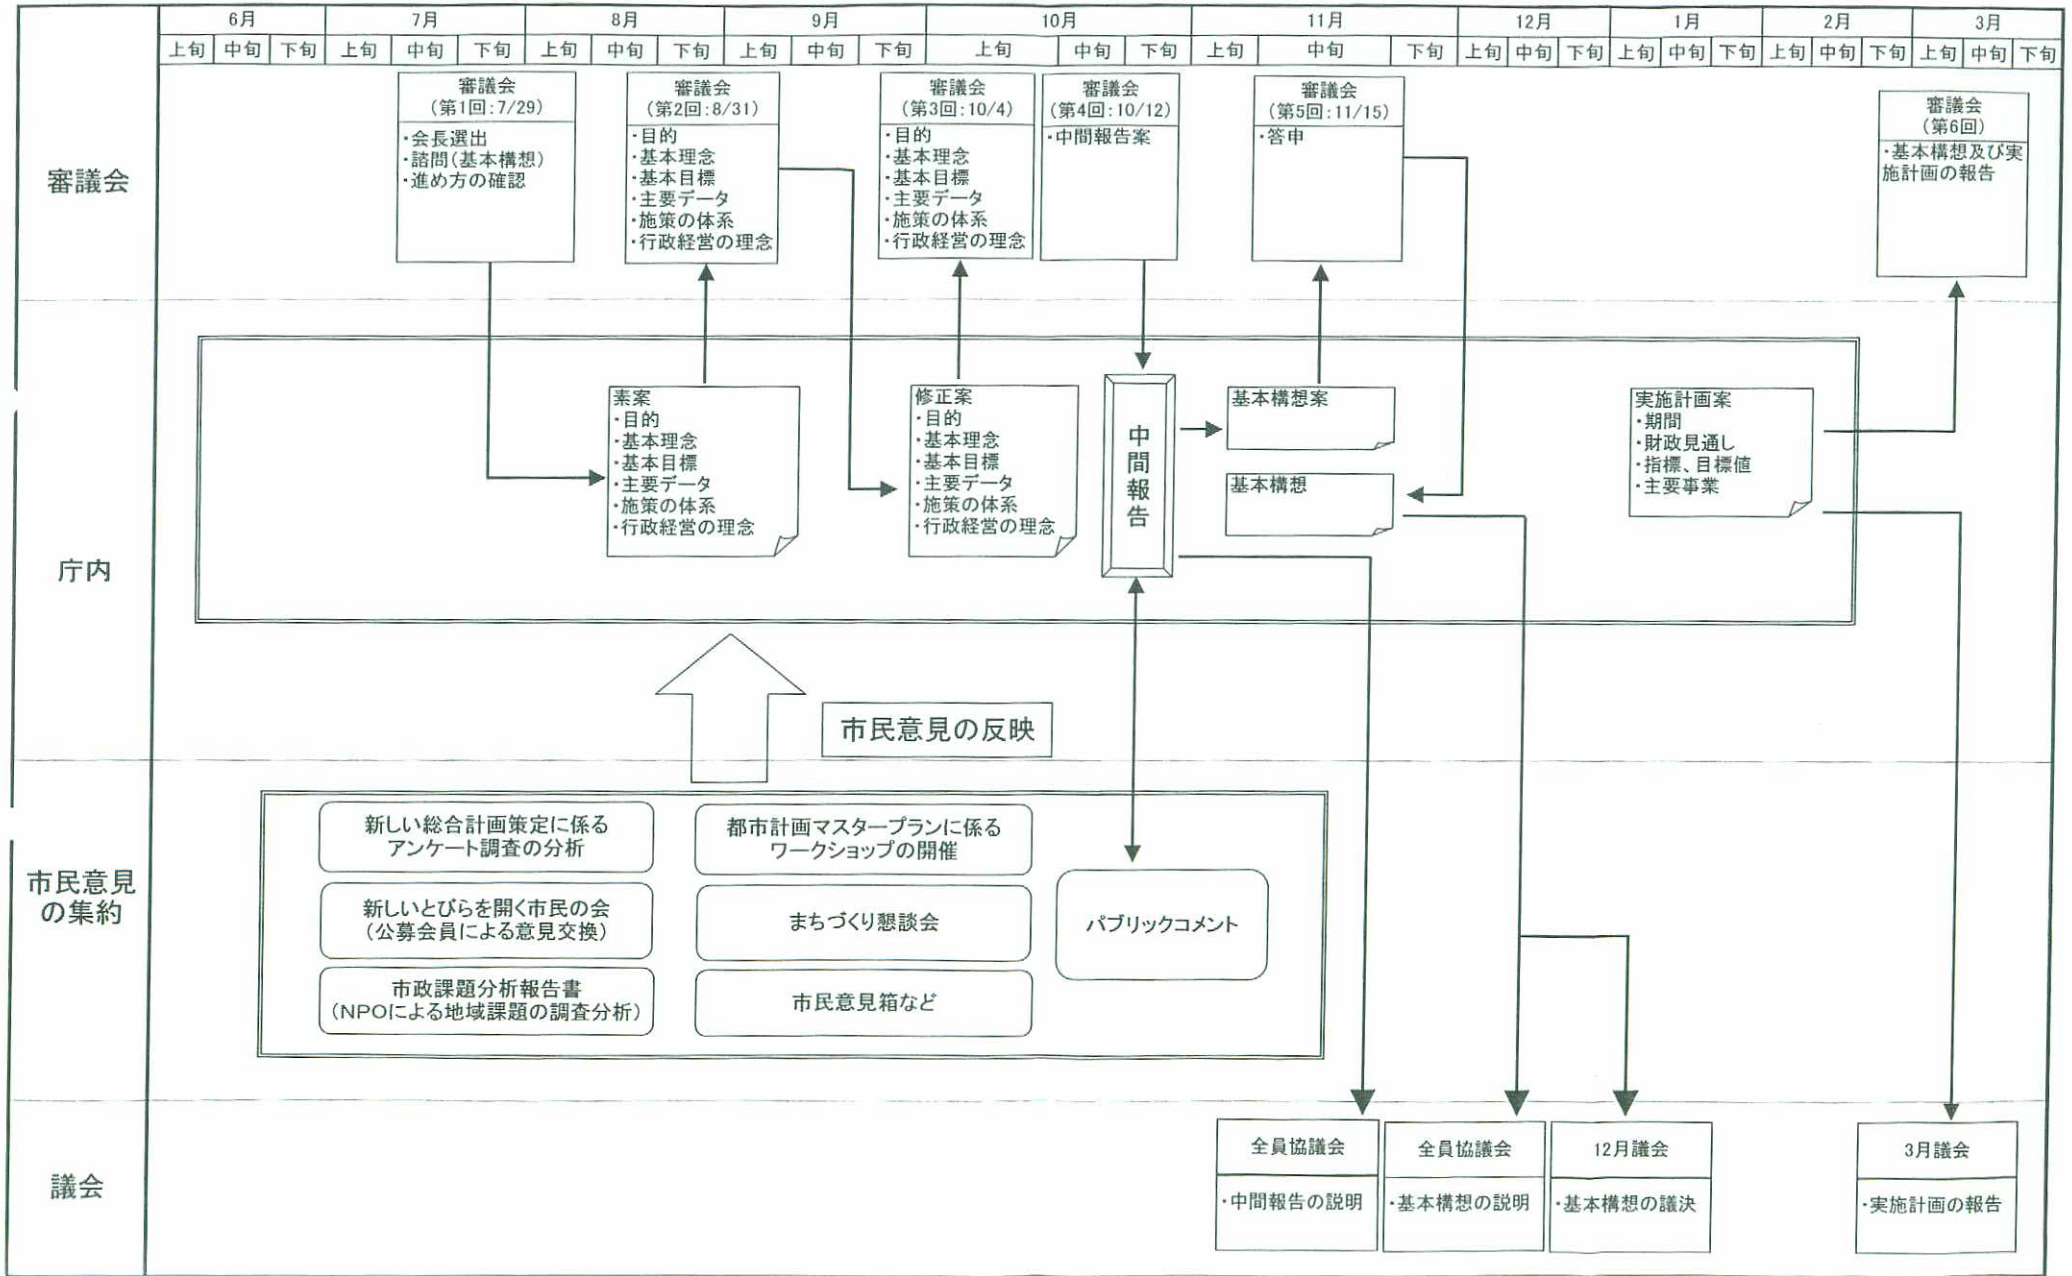 6月 7月 8月 9月 10月 11月 12月 1月 2月 3月
上旬 中旬 下旬 上旬 中旬 下旬 上旬 中旬 下旬 上旬 中旬 下旬 上旬 中旬 下旬 上旬 中旬 下旬 上旬 中旬 下旬 上旬 中旬 下旬 上旬 中旬 下旬 上旬 中旬 下旬
審議会
審議会
(第1回:7/29)
・会長選出
・諮問(基本構想)
・進め方の確認
審議会
(第2回:8/31)
・目的
・基本理念
・基本目標
・主要データ
・施策の体系
・行政経営の理念
審議会
(第3回:10/4)
・目的
・基本理念
・基本目標
・主要データ
・施策の体系
・行政経営の理念
審議会
(第4回:10/12)
・中間報告案
審議会
(第5回:11/15)
・答申
審議会
(第6回)
・基本構想及び実
施計画の報告
庁内
素案
・目的
・基本理念
・基本目標
・主要データ
・施策の体系
・行政経営の理念
修正案
・目的
・基本理念
・基本目標
・主要データ
・施策の体系
・行政経営の理念
中間報告
基本構想案
基本構想
実施計画案
・期間
・財政見通し
・指標、目標値
・主要事業
市民意見の反映
市民意見
の集約
新しい総合計画策定に係る
アンケート調査の分析
新しいとびらを開く市民の会
(公募会員による意見交換)
市政課題分析報告書
(NPOによる地域課題の調査分析)
都市計画マスタープランに係る
ワークショップの開催
まちづくり懇談会
市民意見箱など
パブリックコメント
議会
全員協議会
・中間報告の説明
全員協議会
・基本構想の説明
12月議会
・基本構想の議決
3月議会
・実施計画の報告